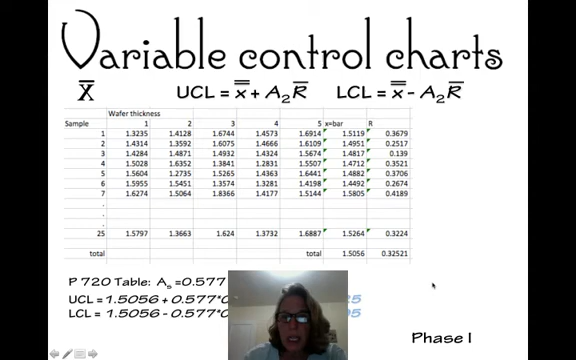 Variable control charts
X UCL = x + A2R LCL = x - A2R
Wafer thickness
Sample 1 2 3 4 5 x=bar R
1 1.3235 1.4128 1.6744 1.4573 1.6914 1.5119 0.3679
2 1.4314 1.3592 1.6075 1.4666 1.6109 1.4951 0.2517
3 1.4284 1.4871 1.4932 1.4324 1.5674 1.4817 0.139
4 1.5028 1.6352 1.3841 1.2831 1.5507 1.4712 0.3521
5 1.5604 1.2735 1.5265 1.4363 1.6441 1.4882 0.3706
6 1.5955 1.5451 1.3574 1.3281 1.4198 1.4492 0.2674
7 1.6274 1.5064 1.8366 1.4177 1.5144 1.5805 0.4189
.
.
.
25 1.5797 1.3663 1.624 1.3732 1.6887 1.5264 0.3224
total total 1.5056 0.32521
P 720 Table: A5 =0.577
UCL = 1.5056 + 0.577*0
LCL = 1.5056 - 0.577*0
Phase I